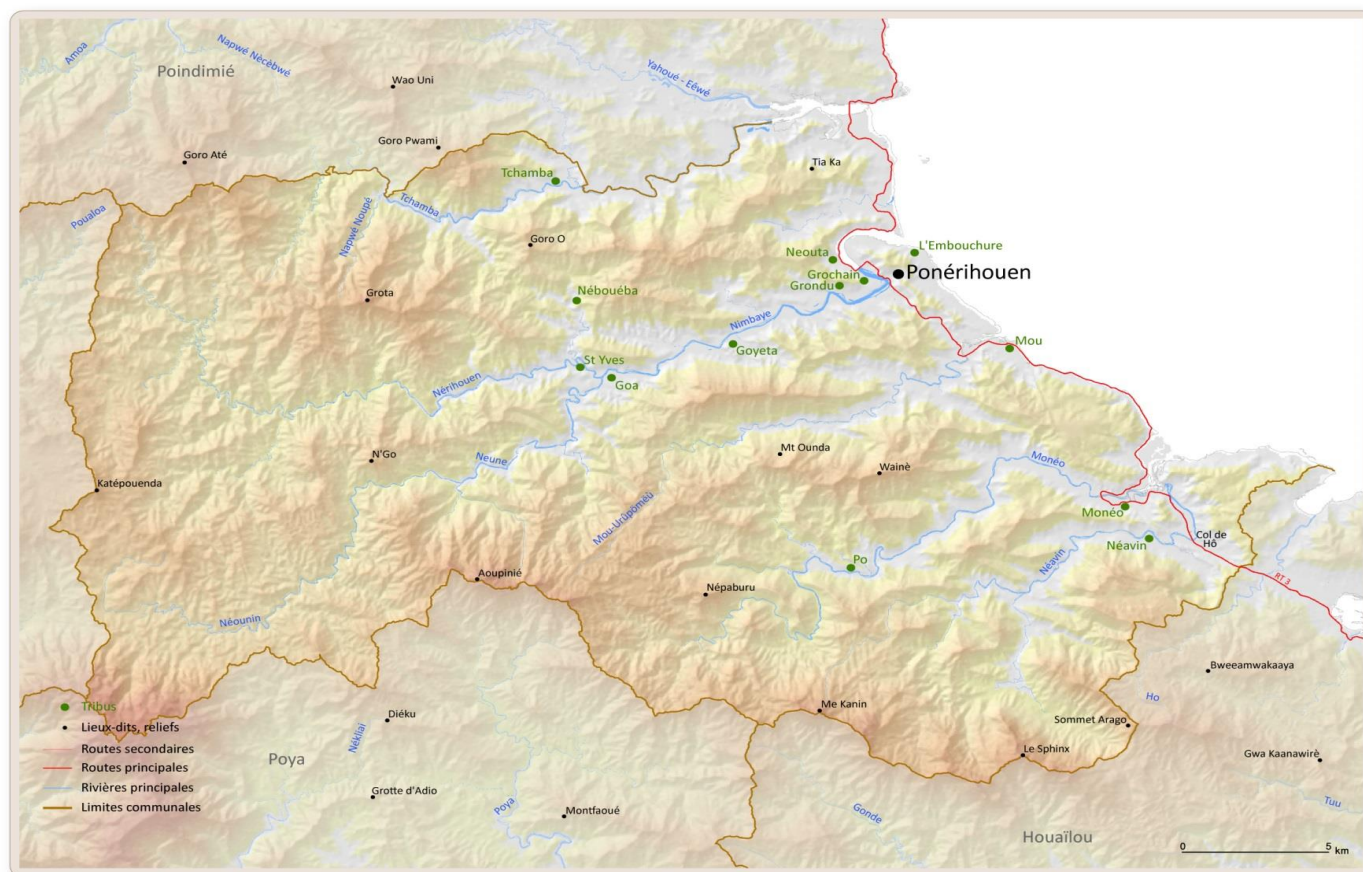 Amoa
Napwé Nècèbwé
Poindimié
Wao Uni
Yahoué - Eéwé
Goro Pwami
Goro Até
Tia Ka
Tchamba
Tchamba
Poualoa
Napwé Noupé
Goro O
L'Embouchure
Neouta
Ponérihouen
Grochain
Grondu
Grota
Nébouéba
Nimbaye
Goyeta
Mou
St Yves
Nérihouen
Goa
N'Go
Neune
Mt Ounda
Wainè
Monéo
Katépouenda
Mou-Urûpomèù
Monéo
Col de
Hô
Néavin
Po
Néavin
Aoupinié
Népaburu
RT 3
Néounin
Bweeamwakaaya
Ho
Tribus
Lieux-dits, reliefs
Routes secondaires
Routes principales
Rivières principales
Limites communales
Diéku
Nékliai
Poya
Me Kanin
Sommet Arago
Le Sphinx
Gwa Kaanawirè
Grotte d'Adio
Poya
Montfaoué
Gonde
Tuu
Houaïlou
0 5
km